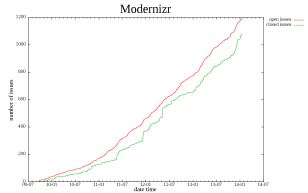 Modernizr
open issues
closed issues
1200
1000
800
600
400
200
0
number of issues
09-07 10-01 10-07 11-01 11-07 12-01 12-07 13-01 13-07 14-01 14-07
date time